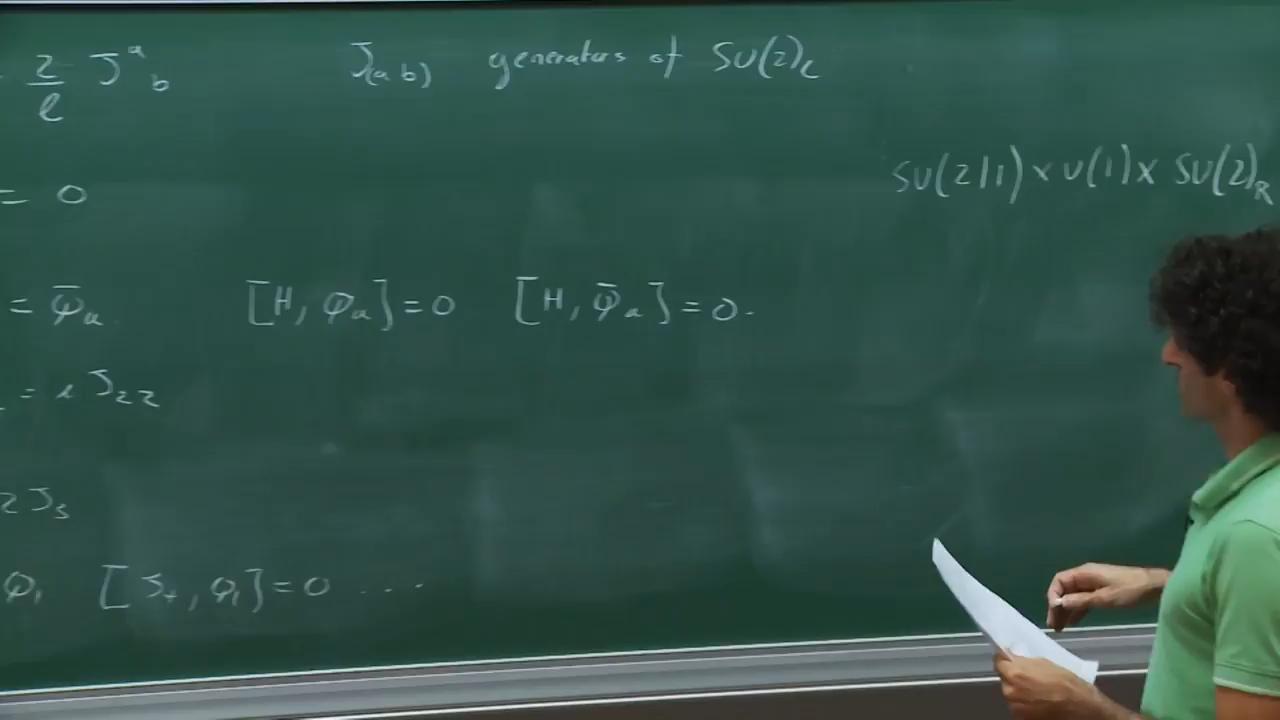 2/ℓ J^a_b    J_(a b)    generators of SU(2)_L
SU(2|1) x U(1) x SU(2)_R
= 0
= φ̄_a    [H, φ_a] = 0    [H, φ̄_a] = 0.
= i J_22
2 J_3
φ_1    [J_+, φ_1] = 0 ....